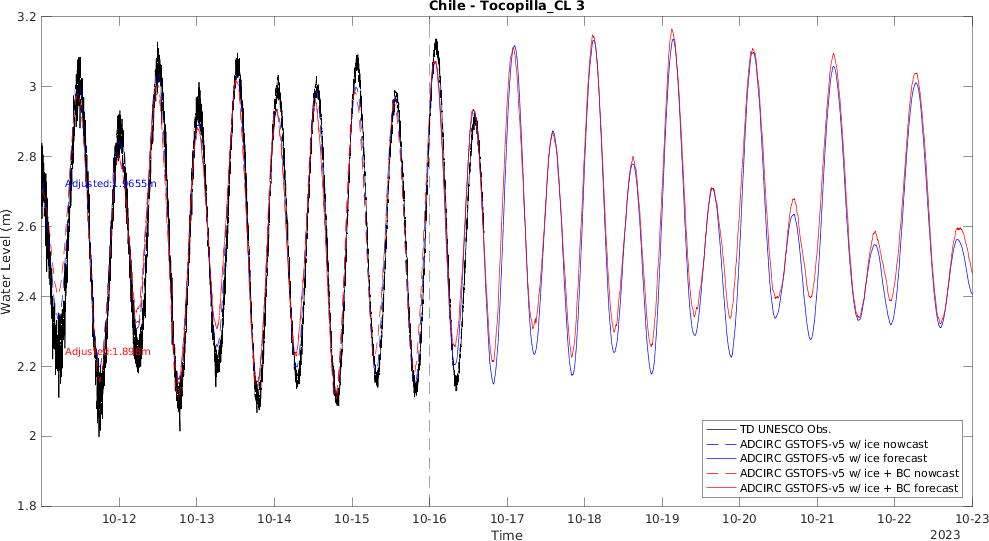 Chile - Tocopilla_CL 3
3.2
3
2.8
2.6
2.4
2.2
2
1.8
Water Level (m)
Adjusted:1.9655m
TD UNESCO Obs.
ADCIRC GSTOFS-v5 w/ ice nowcast
ADCIRC GSTOFS-v5 w/ ice forecast
ADCIRC GSTOFS-v5 w/ ice + BC nowcast
ADCIRC GSTOFS-v5 w/ ice + BC forecast
10-12 10-13 10-14 10-15 10-16 10-17 10-18 10-19 10-20 10-21 10-22 10-23
Time
2023